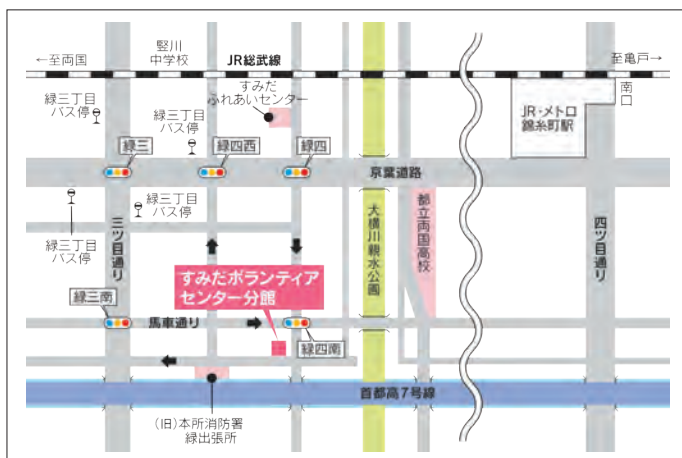 ←至両国
竪川
中学校
JR総武線
至亀戸→
南口
緑三丁目
バス停
緑三丁目
バス停
すみだ
ふれあいセンター
JR・メトロ
錦糸町駅
緑三
緑四西
緑四
京葉道路
緑三丁目
バス停
緑三丁目
バス停
三ツ目通り
大横川親水公園
都立両国高校
四ツ目通り
すみだボランティア
センター分館
緑三南
馬車通り
緑四南
首都高7号線
(旧)本所消防署
緑出張所